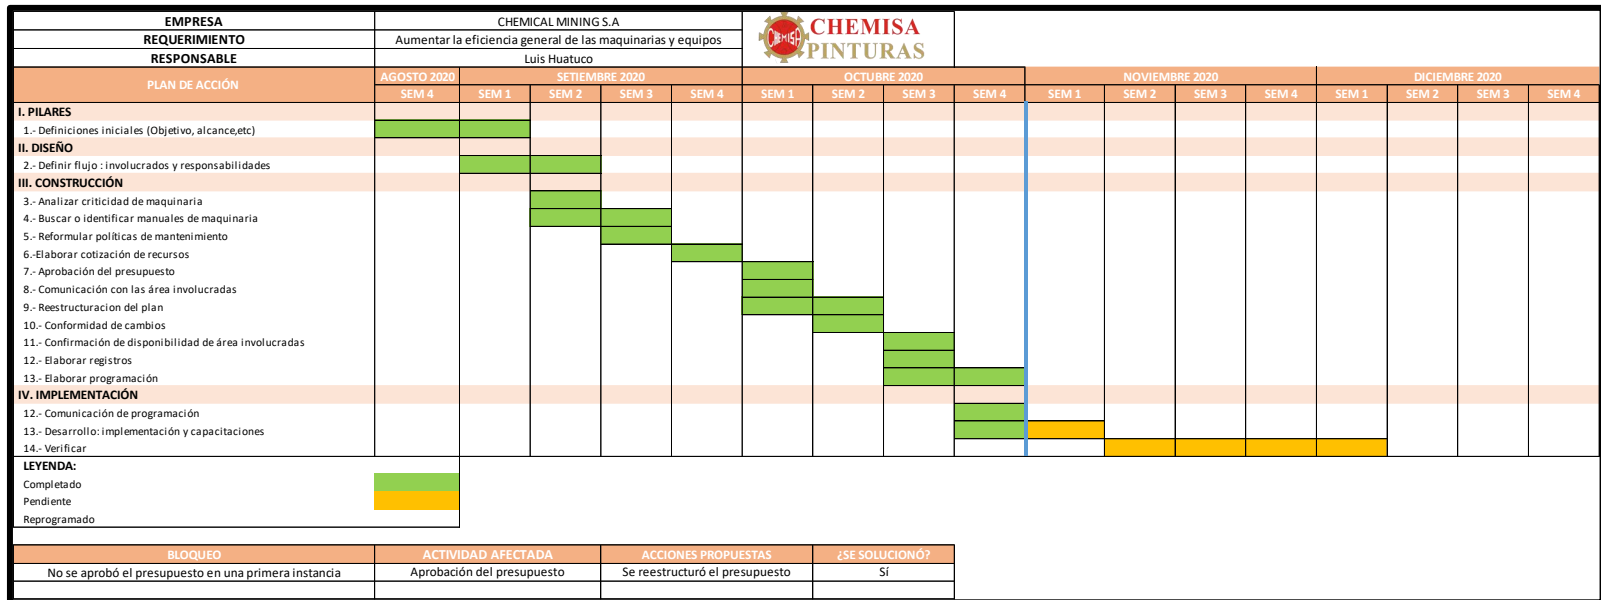 EMPRESA CHEMICAL MINING S.A
REQUERIMIENTO Aumentar la eficiencia general de las maquinarias y equipos
RESPONSABLE Luis Huatuco
CHEMISA
CHEMISA
PINTURAS
PLAN DE ACCIÓN AGOSTO 2020 SETIEMBRE 2020 OCTUBRE 2020 NOVIEMBRE 2020 DICIEMBRE 2020
SEM 4 SEM 1 SEM 2 SEM 3 SEM 4 SEM 1 SEM 2 SEM 3 SEM 4 SEM 1 SEM 2 SEM 3 SEM 4 SEM 1 SEM 2 SEM 3 SEM 4
I. PILARES
1.- Definiciones iniciales (Objetivo, alcance,etc)
II. DISEÑO
2.- Definir flujo : involucrados y responsabilidades
III. CONSTRUCCIÓN
3.- Analizar criticidad de maquinaria
4.- Buscar o identificar manuales de maquinaria
5.- Reformular políticas de mantenimiento
6.-Elaborar cotización de recursos
7.- Aprobación del presupuesto
8.- Comunicación con las área involucradas
9.- Reestructuracion del plan
10.- Conformidad de cambios
11.- Confirmación de disponibilidad de área involucradas
12.- Elaborar registros
13.- Elaborar programación
IV. IMPLEMENTACIÓN
12.- Comunicación de programación
13.- Desarrollo: implementación y capacitaciones
14.- Verificar
LEYENDA:
Completado
Pendiente
Reprogramado
BLOQUEO ACTIVIDAD AFECTADA ACCIONES PROPUESTAS ¿SE SOLUCIONÓ?
No se aprobó el presupuesto en una primera instancia Aprobación del presupuesto Se reestructuró el presupuesto Sí